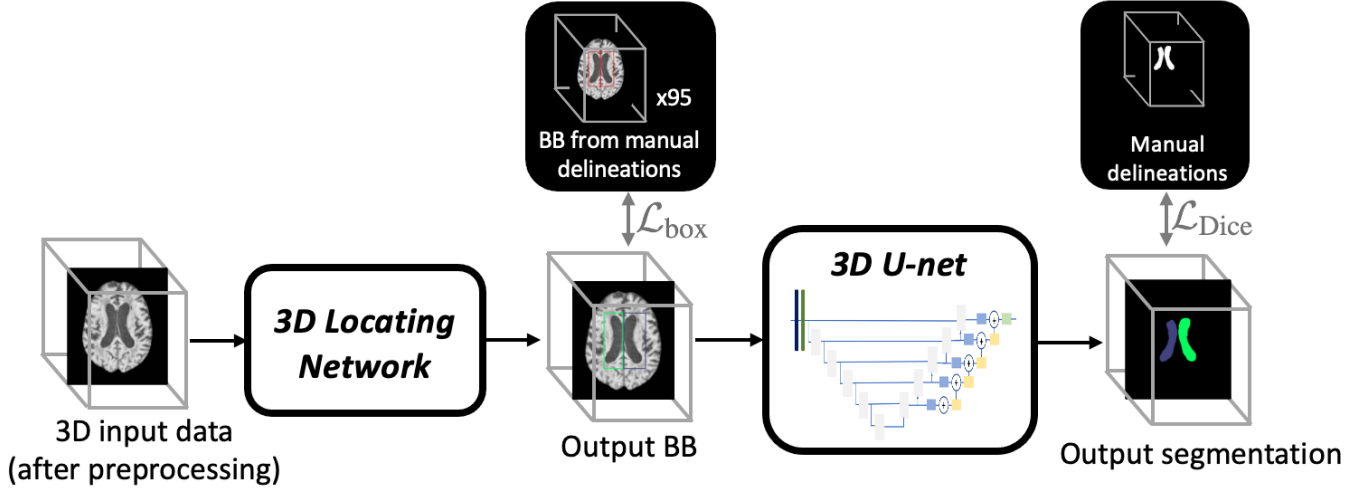 x95
BB from manual
delineations
Manual
delineations
ℒbox
ℒDice
3D U-net
3D Locating
Network
3D input data
(after preprocessing)
Output BB
Output segmentation